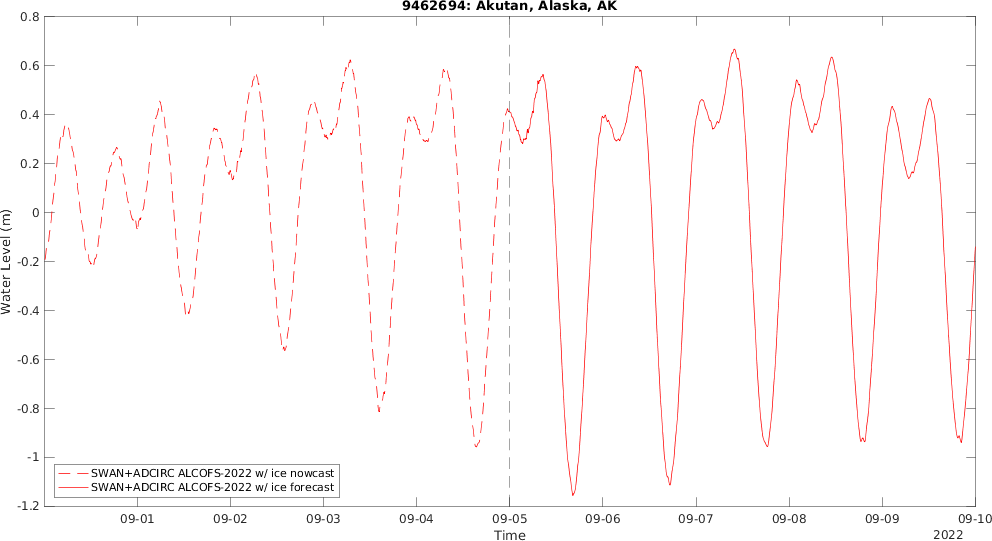 9462694: Akutan, Alaska, AK
0.8
0.6
0.4
0.2
0
-0.2
-0.4
-0.6
-0.8
-1
-1.2
Water Level (m)
SWAN+ADCIRC ALCOFS-2022 w/ ice nowcast
SWAN+ADCIRC ALCOFS-2022 w/ ice forecast
09-01 09-02 09-03 09-04 09-05 09-06 09-07 09-08 09-09 09-10
Time
2022